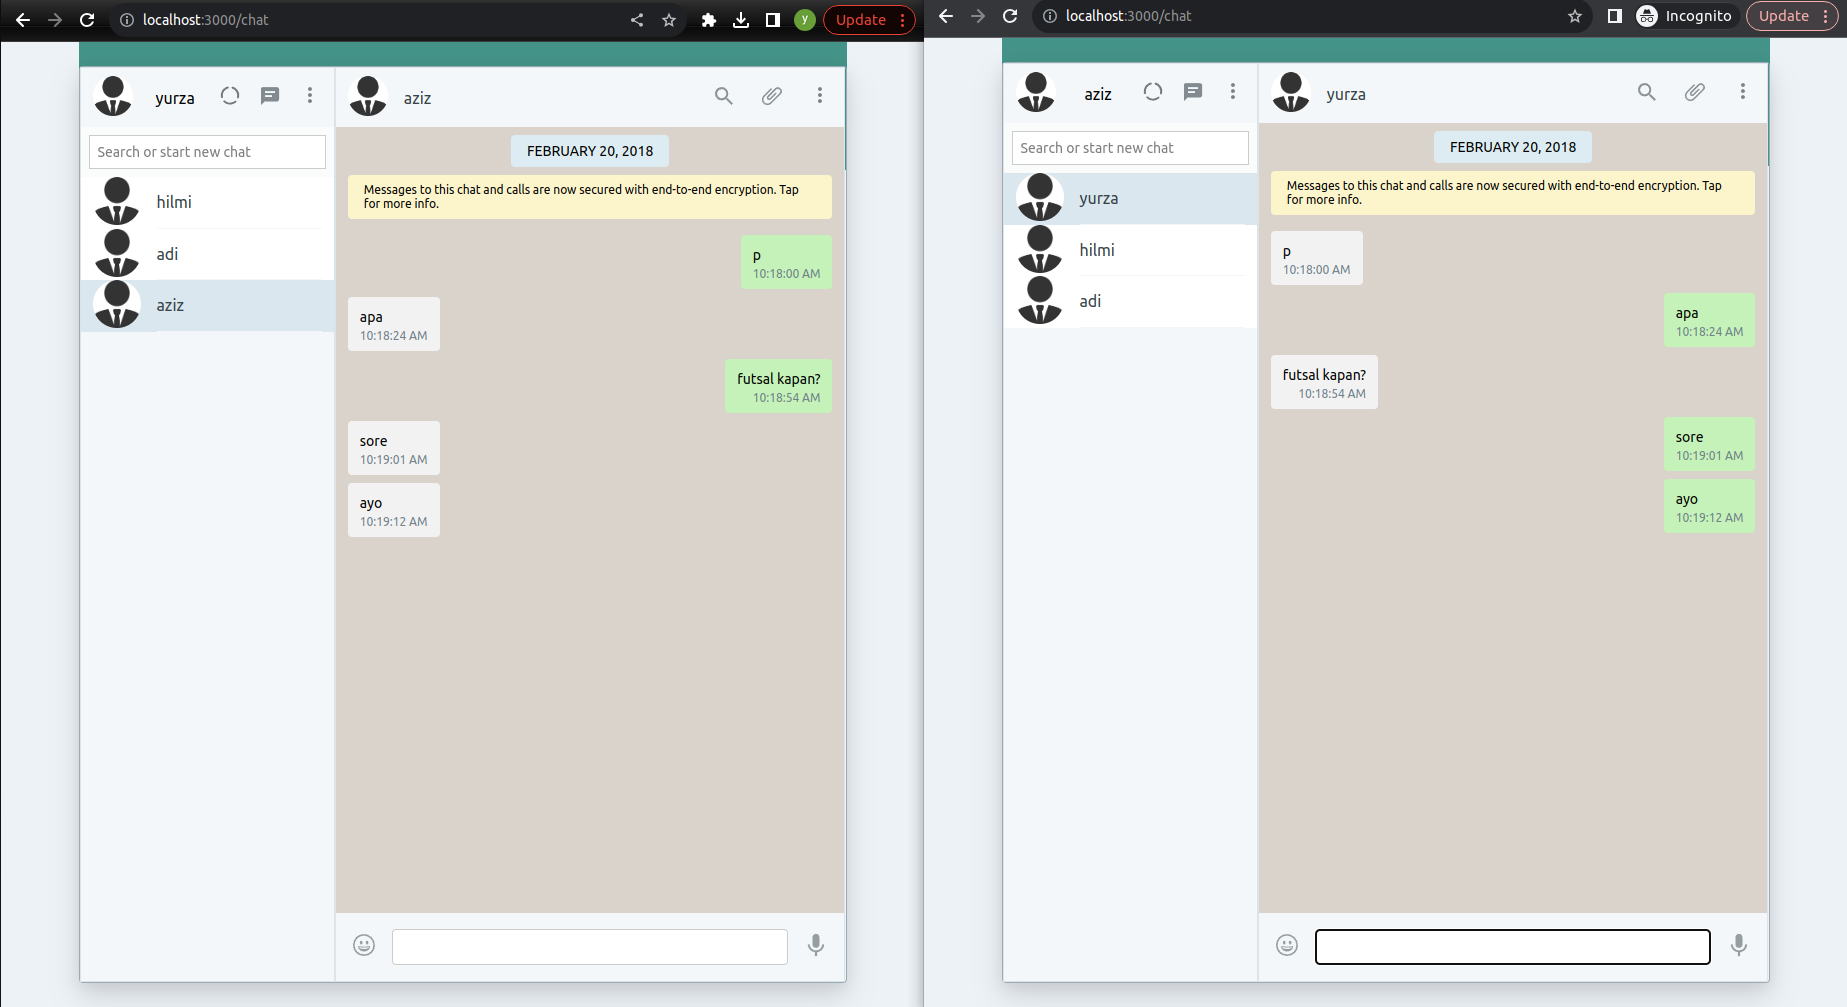 localhost:3000/chat
y
Update
yurza
aziz
Search or start new chat
hilmi
adi
aziz
FEBRUARY 20, 2018
Messages to this chat and calls are now secured with end-to-end encryption. Tap
for more info.
p
10:18:00 AM
apa
10:18:24 AM
futsal kapan?
10:18:54 AM
sore
10:19:01 AM
ayo
10:19:12 AM
localhost:3000/chat
Incognito
Update
aziz
yurza
Search or start new chat
yurza
hilmi
adi
FEBRUARY 20, 2018
Messages to this chat and calls are now secured with end-to-end encryption. Tap
for more info.
p
10:18:00 AM
apa
10:18:24 AM
futsal kapan?
10:18:54 AM
sore
10:19:01 AM
ayo
10:19:12 AM